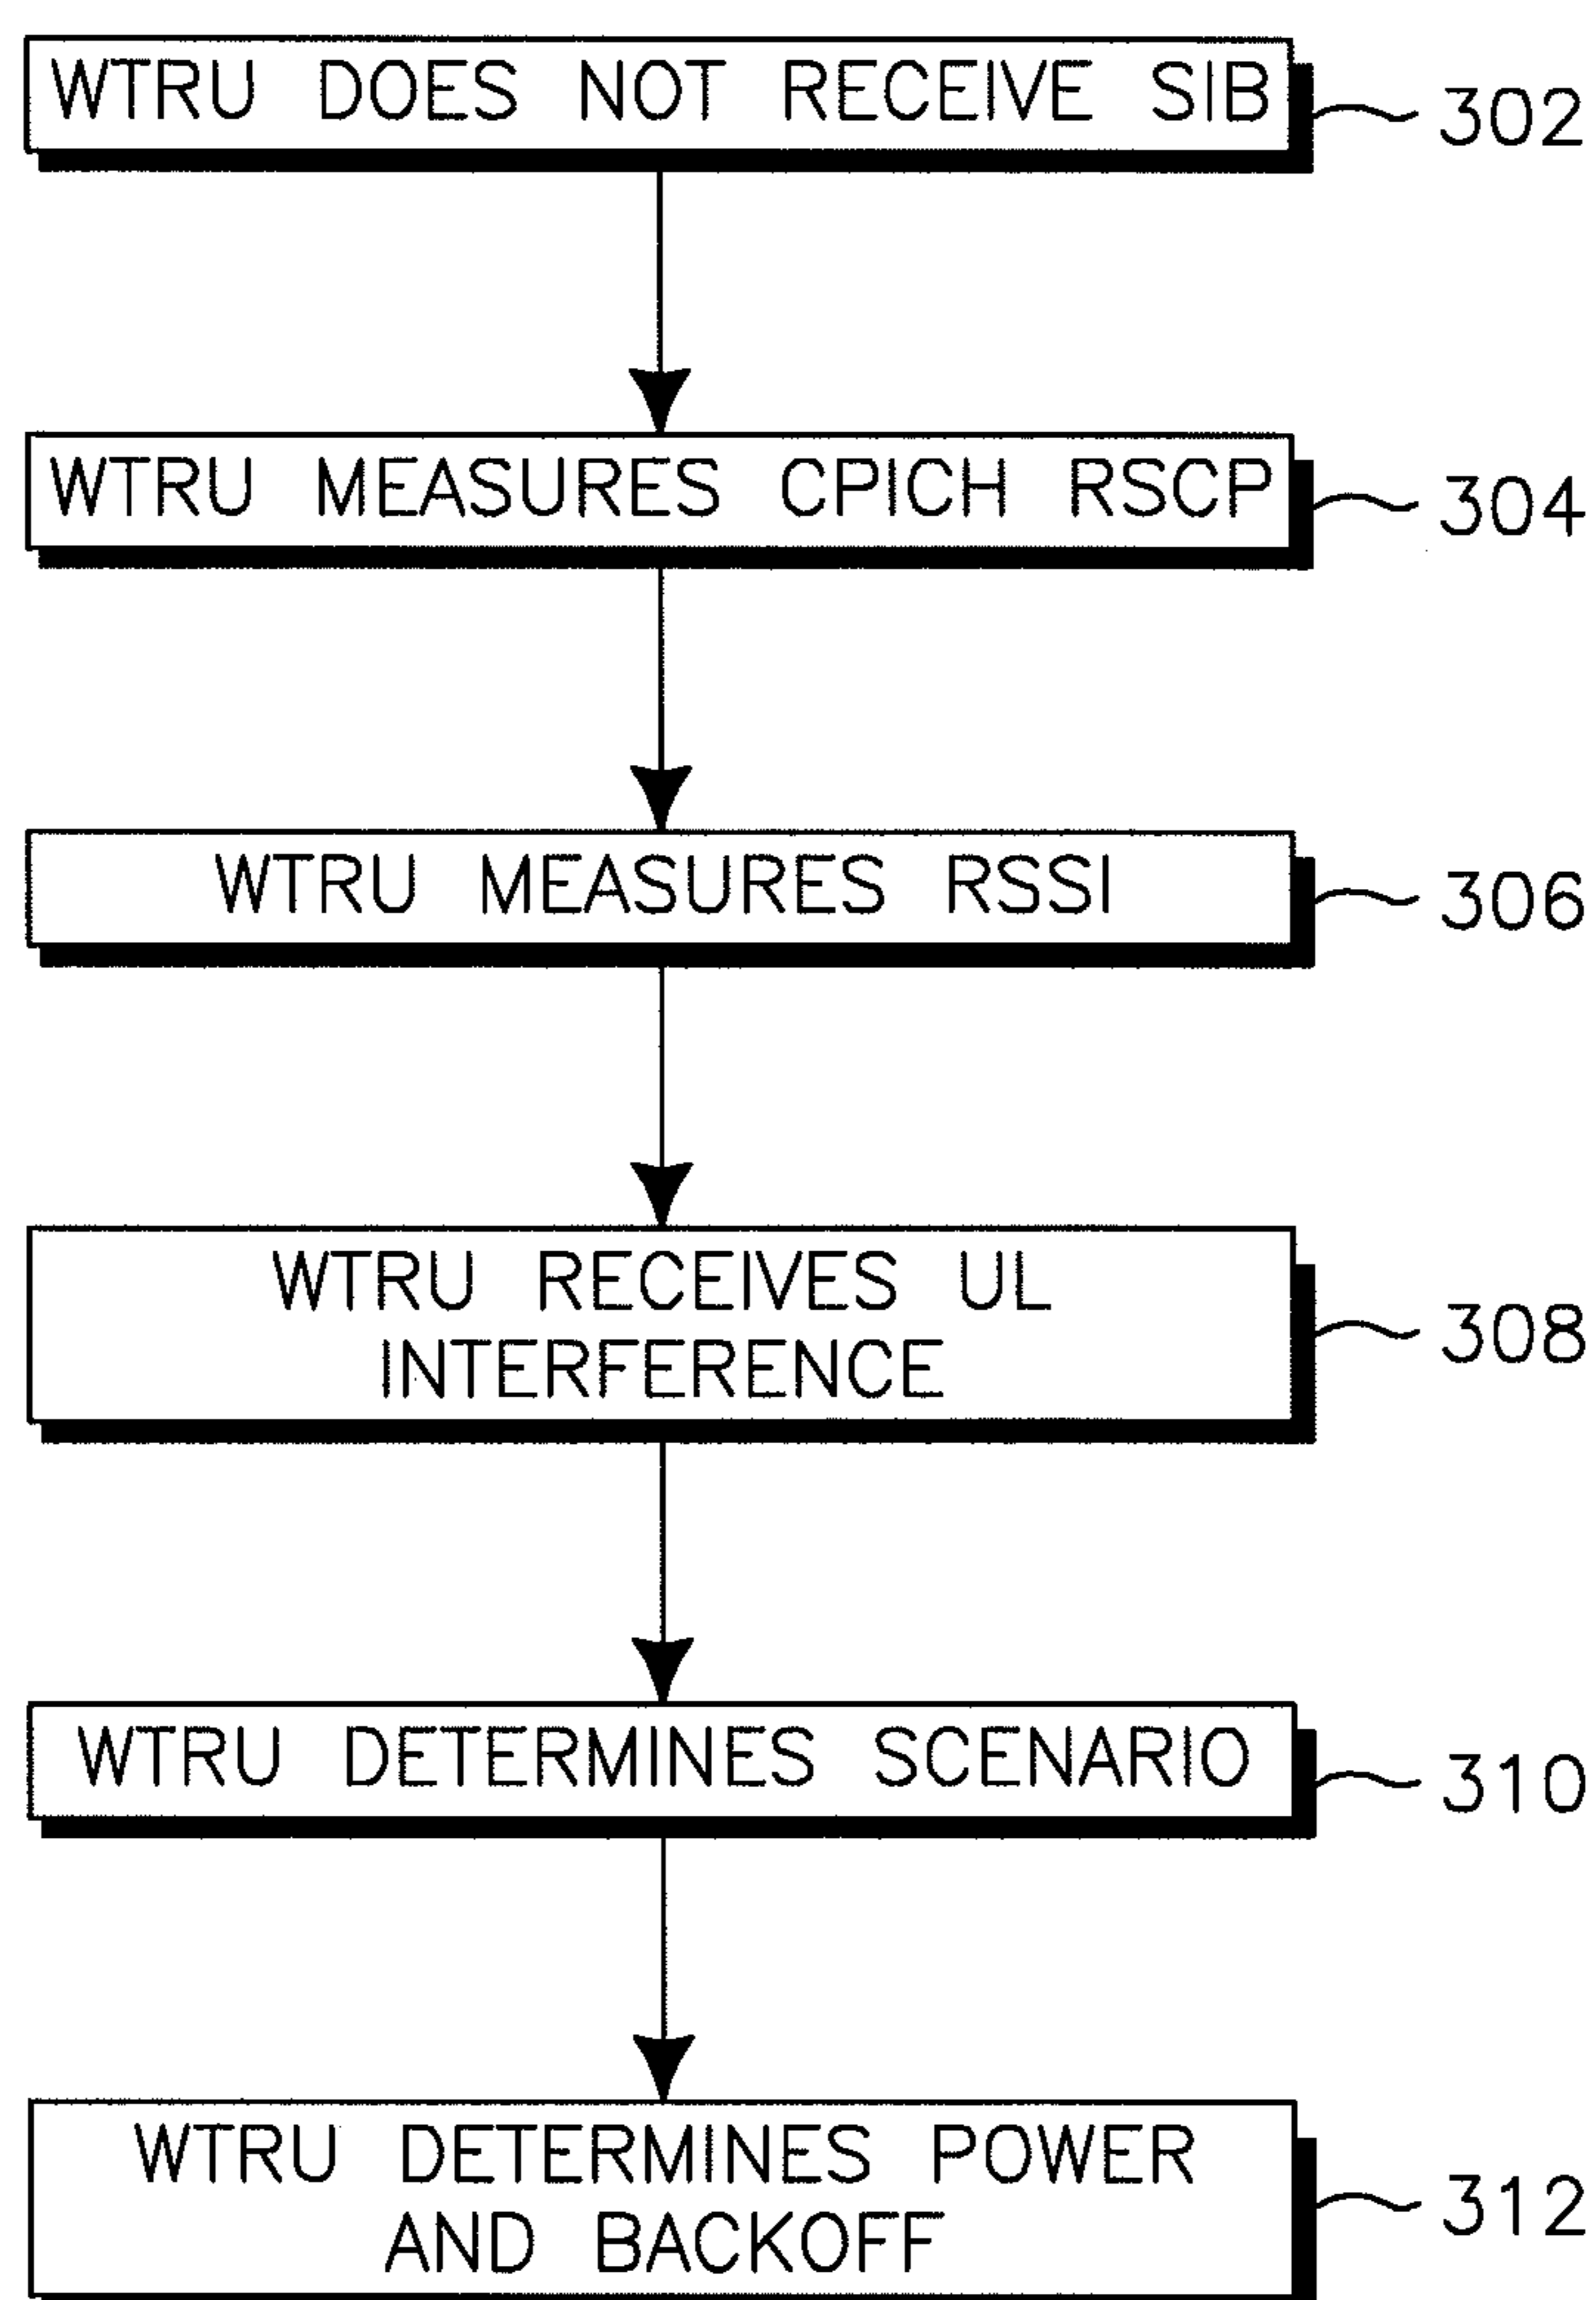 WTRU DOES NOT RECEIVE SIB
302
WTRU MEASURES CPICH RSCP
304
WTRU MEASURES RSSI
306
WTRU RECEIVES UL
INTERFERENCE
308
WTRU DETERMINES SCENARIO
310
WTRU DETERMINES POWER
AND BACKOFF
312